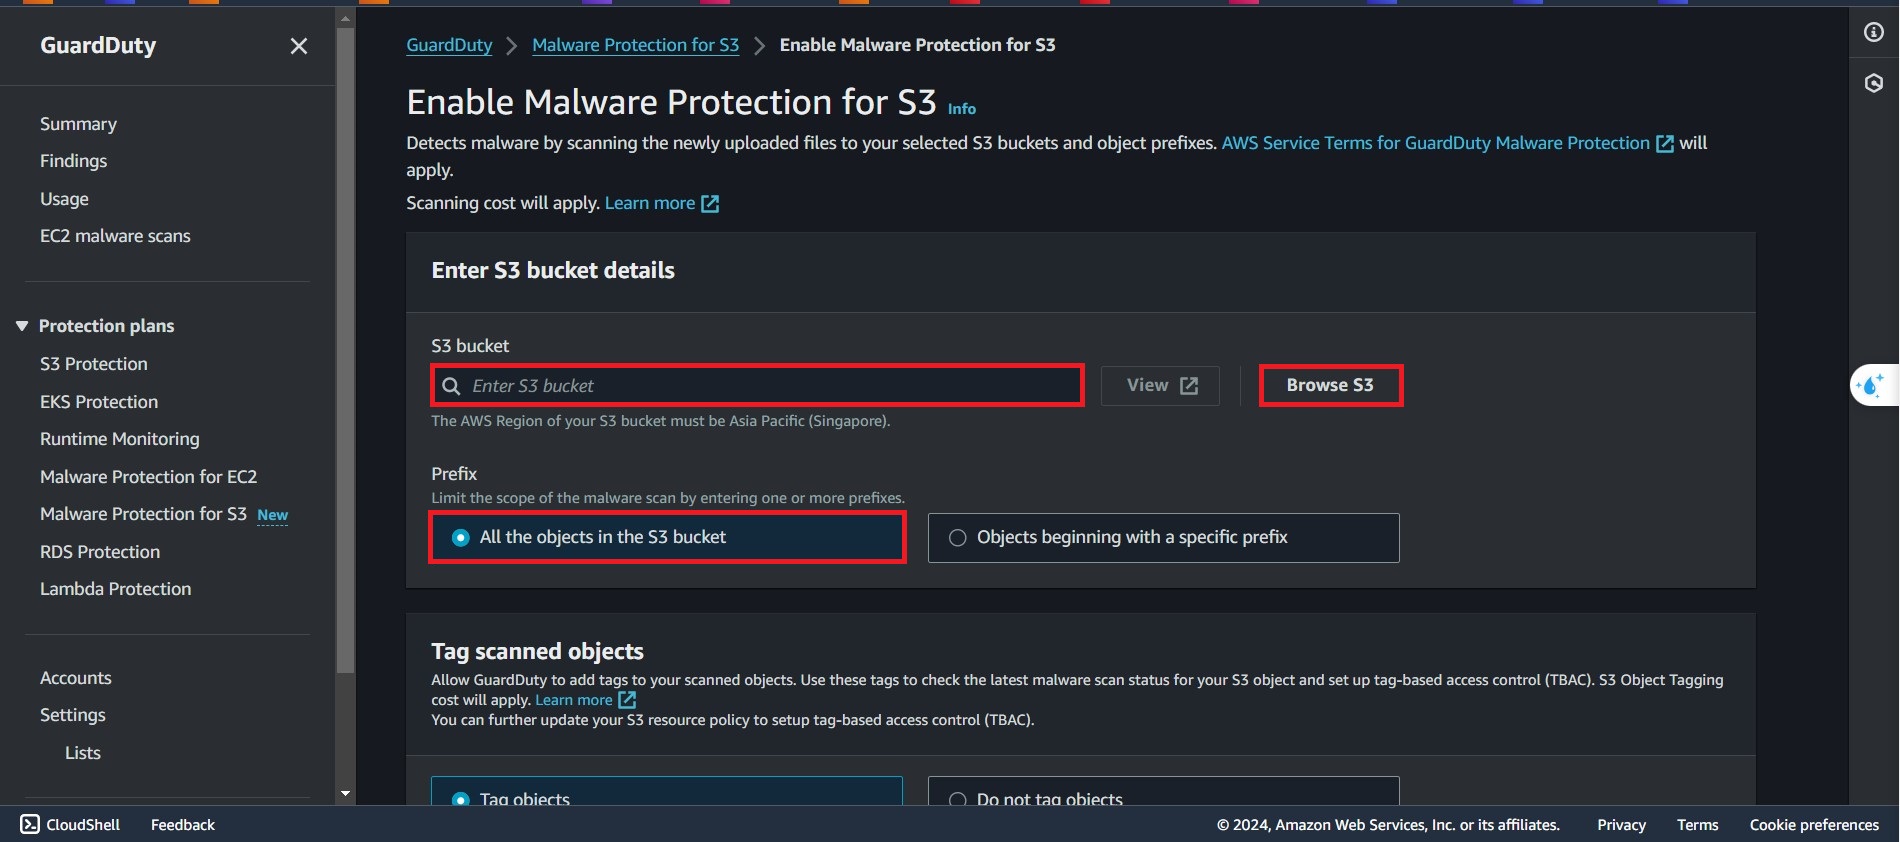 GuardDuty
Summary
Findings
Usage
EC2 malware scans
Protection plans
S3 Protection
EKS Protection
Runtime Monitoring
Malware Protection for EC2
Malware Protection for S3 New
RDS Protection
Lambda Protection
Accounts
Settings
Lists
GuardDuty > Malware Protection for S3 > Enable Malware Protection for S3
Enable Malware Protection for S3 Info
Detects malware by scanning the newly uploaded files to your selected S3 buckets and object prefixes. AWS Service Terms for GuardDuty Malware Protection will
apply.
Scanning cost will apply. Learn more
Enter S3 bucket details
S3 bucket
Enter S3 bucket View Browse S3
The AWS Region of your S3 bucket must be Asia Pacific (Singapore).
Prefix
Limit the scope of the malware scan by entering one or more prefixes.
All the objects in the S3 bucket Objects beginning with a specific prefix
Tag scanned objects
Allow GuardDuty to add tags to your scanned objects. Use these tags to check the latest malware scan status for your S3 object and set up tag-based access control (TBAC). S3 Object Tagging
cost will apply. Learn more
You can further update your S3 resource policy to setup tag-based access control (TBAC).
Tag objects Do not tag objects
CloudShell Feedback © 2024, Amazon Web Services, Inc. or its affiliates. Privacy Terms Cookie preferences